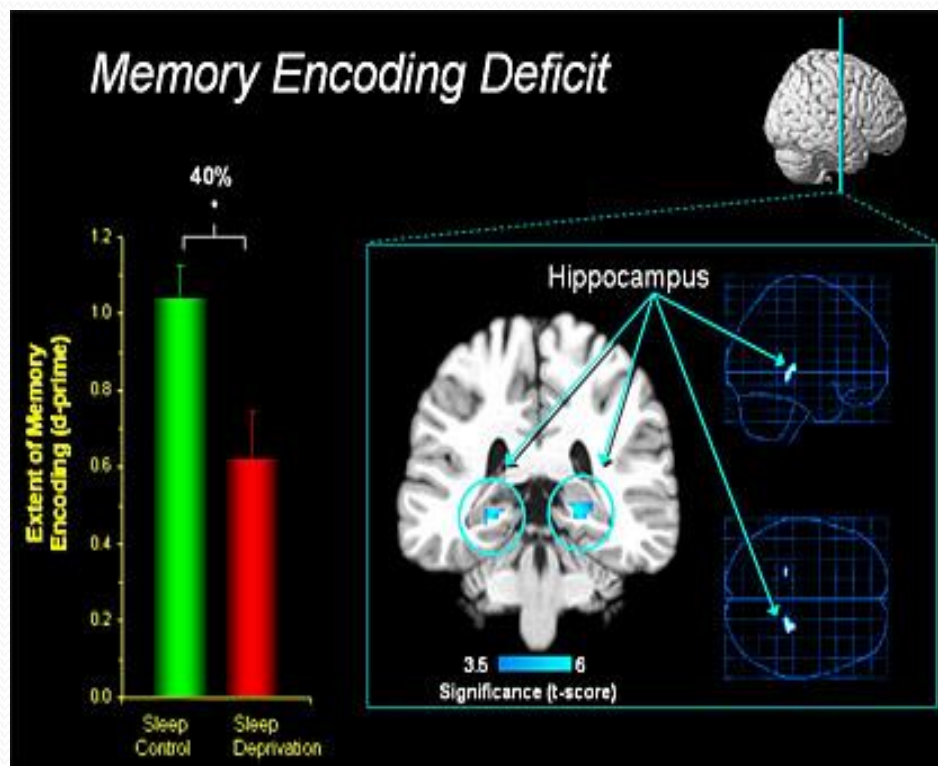 Memory Encoding Deficit
40%
*
1.2
1.0
0.8
0.6
0.4
0.2
0.0
Extent of Memory
Encoding (d-prime)
Sleep
Control
Sleep
Deprivation
Hippocampus
3.5
6
Significance (t-score)